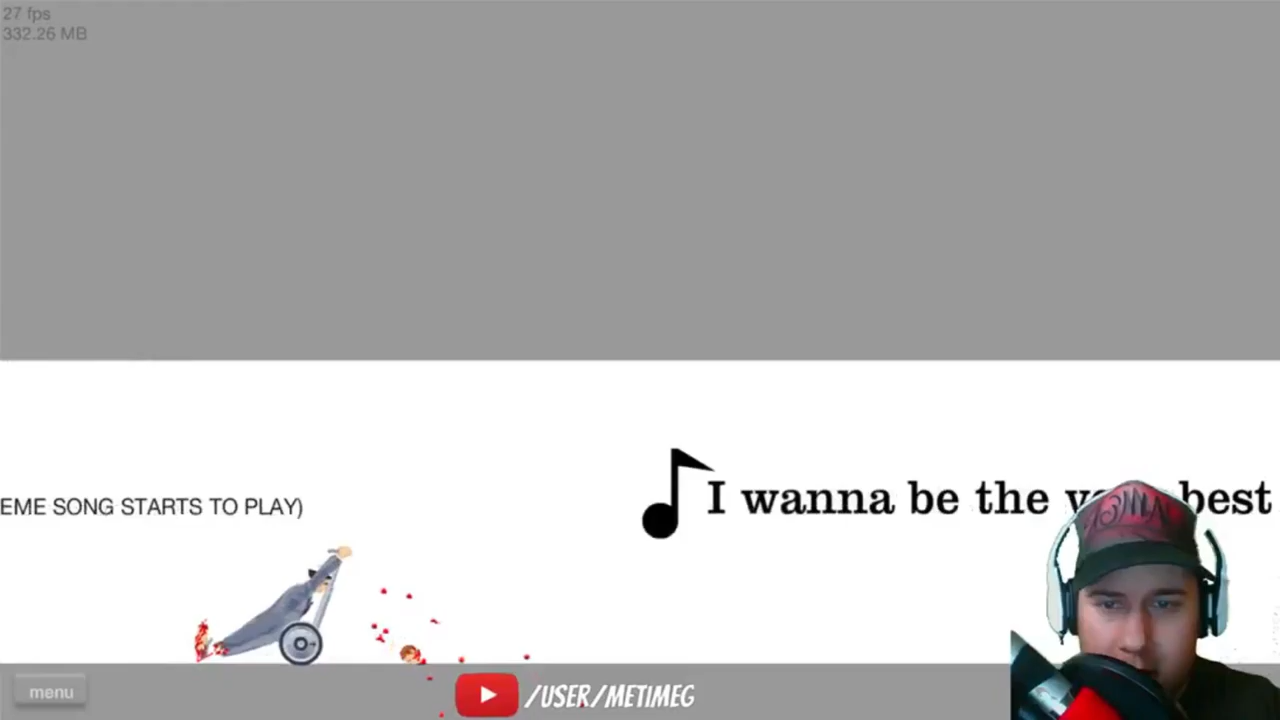 27 fps
332.26 MB
EME SONG STARTS TO PLAY)
I wanna be the best
menu
/USER/METIMEG